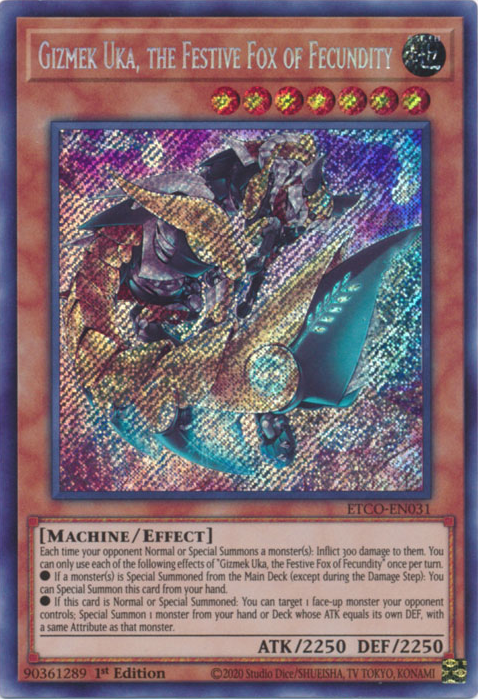 GIZMEK UKA, THE FESTIVE FOX OF FECUNDITY
ETCO-EN031
[MACHINE/EFFECT]
Each time your opponent Normal or Special Summons a monster(s): Inflict 300 damage to them. You
can only use each of the following effects of "Gizmek Uka, the Festive Fox of Fecundity" once per turn.
● If a monster(s) is Special Summoned from the Main Deck (except during the Damage Step): You
can Special Summon this card from your hand.
● If this card is Normal or Special Summoned: You can target 1 face-up monster your opponent
controls; Special Summon 1 monster from your hand or Deck whose ATK equals its own DEF, with
a same Attribute as that monster.
ATK/2250 DEF/2250
90361289 1st Edition ©2020 Studio Dice/SHUEISHA, TV TOKYO, KONAMI